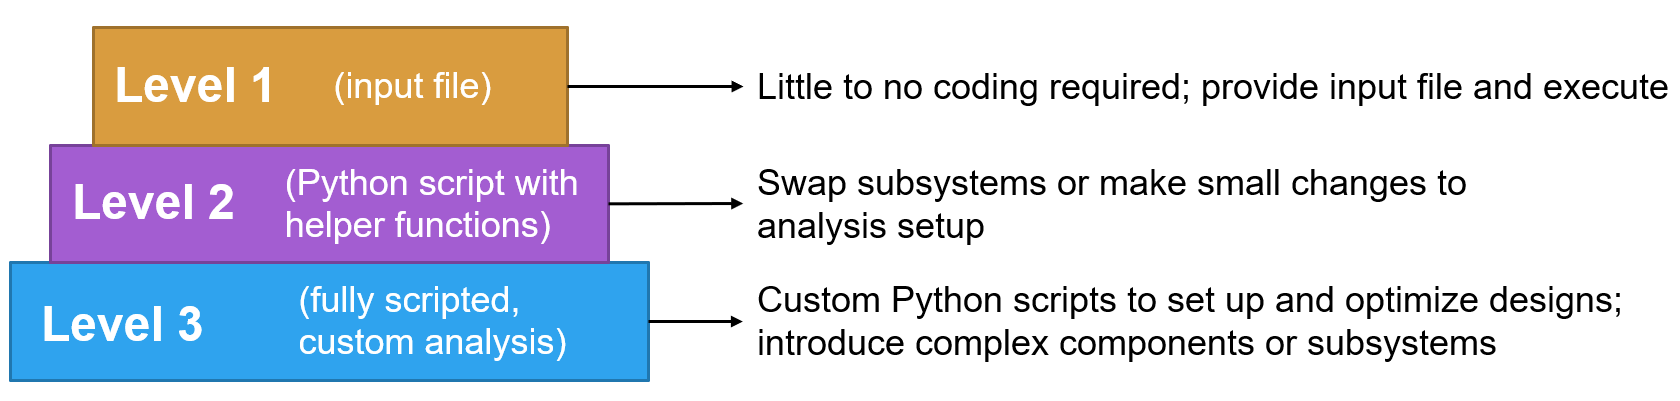 Level 1 (input file)
Little to no coding required; provide input file and execute
Level 2
(Python script with
helper functions)
Swap subsystems or make small changes to
analysis setup
Level 3
(fully scripted,
custom analysis)
Custom Python scripts to set up and optimize designs;
introduce complex components or subsystems